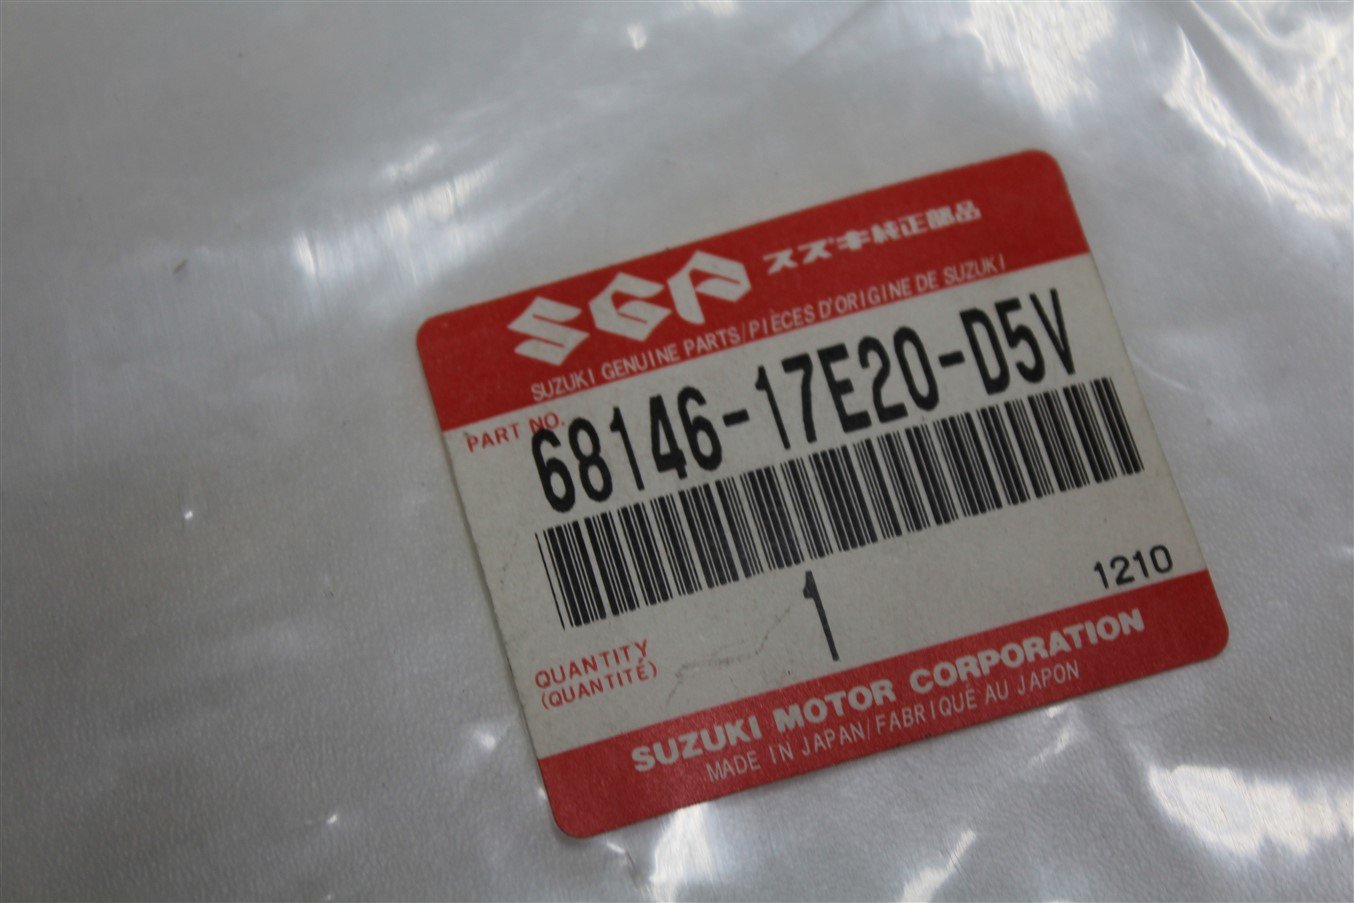 SGP スズキ純正部品
SUZUKI GENUINE PARTS/PIÈCES D'ORIGINE DE SUZUKI
PART NO. 68146-17E20-D5V
1
1210
QUANTITY
(QUANTITÉ)
SUZUKI MOTOR CORPORATION
MADE IN JAPAN/FABRIQUÉ AU JAPON